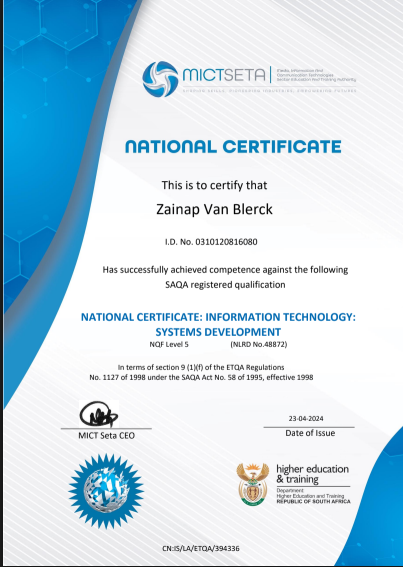 MICTSETA
Media, Information And
Communication Technologies
Sector Education And Training Authority
NATIONAL CERTIFICATE
This is to certify that
Zainap Van Blerck
I.D. No. 0310120816080
Has successfully achieved competence against the following
SAQA registered qualification
NATIONAL CERTIFICATE: INFORMATION TECHNOLOGY:
SYSTEMS DEVELOPMENT
NQF Level 5 (NLRD No.48872)
In terms of section 9 (1)(f) of the ETQA Regulations
No. 1127 of 1998 under the SAQA Act No. 58 of 1995, effective 1998
23-04-2024
MICT Seta CEO
Date of Issue
higher education
& training
Department:
Higher Education and Training
REPUBLIC OF SOUTH AFRICA
CN:IS/LA/ETQA/394336